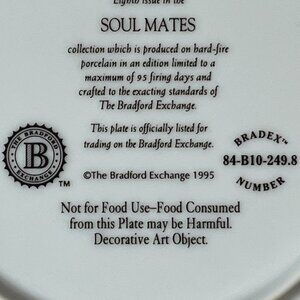 Eighth issue in the
SOUL MATES
collection which is produced on hard-fire
porcelain in an edition limited to a
maximum of 95 firing days and
crafted to the exacting standards of
The Bradford Exchange.
This plate is officially listed for
trading on the Bradford Exchange.
THE BRADFORD
B
EXCHANGE
TM
©The Bradford Exchange 1995
BRADEX™
84-B10-249.8
NUMBER
Not for Food Use–Food Consumed
from this Plate may be Harmful.
Decorative Art Object.